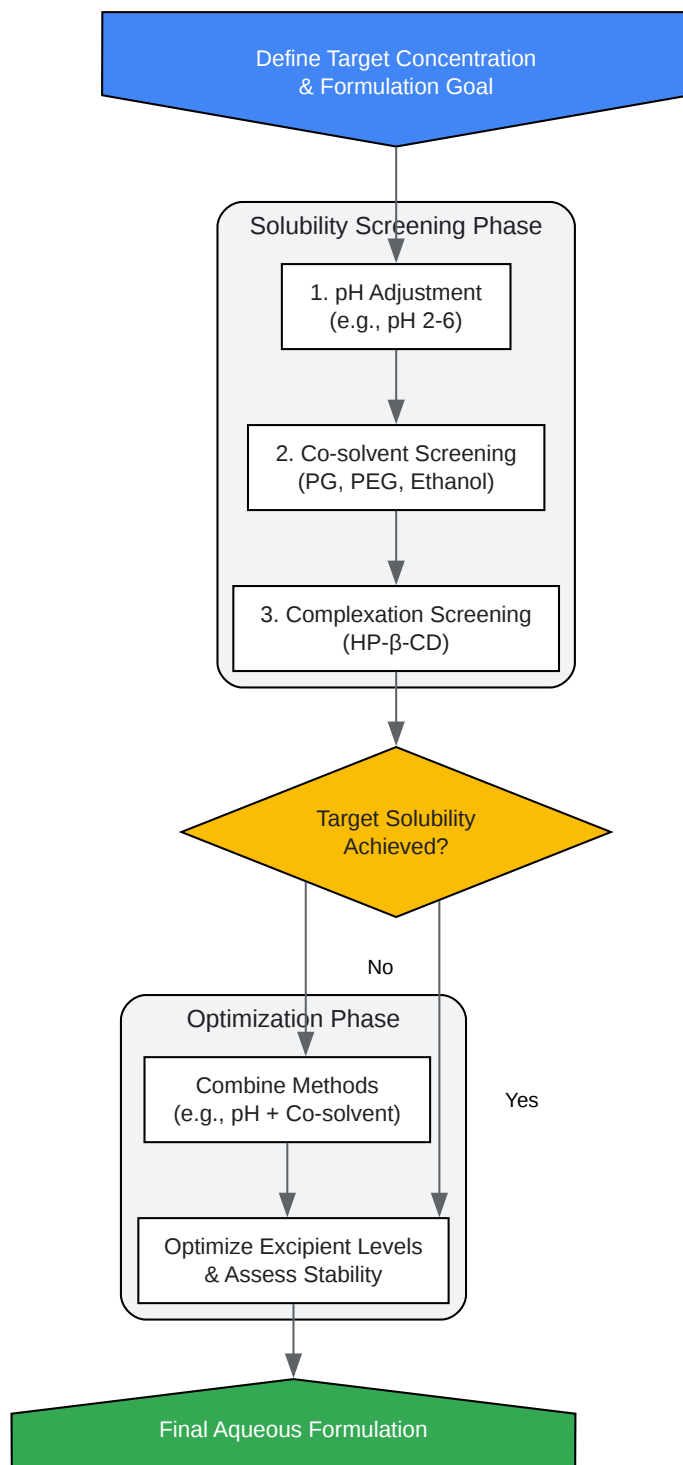 Define Target Concentration
& Formulation Goal
Solubility Screening Phase
1. pH Adjustment
(e.g., pH 2-6)
2. Co-solvent Screening
(PG, PEG, Ethanol)
3. Complexation Screening
(HP-β-CD)
Target Solubility
Achieved?
No
Optimization Phase
Combine Methods
(e.g., pH + Co-solvent)
Yes
Optimize Excipient Levels
& Assess Stability
Final Aqueous Formulation